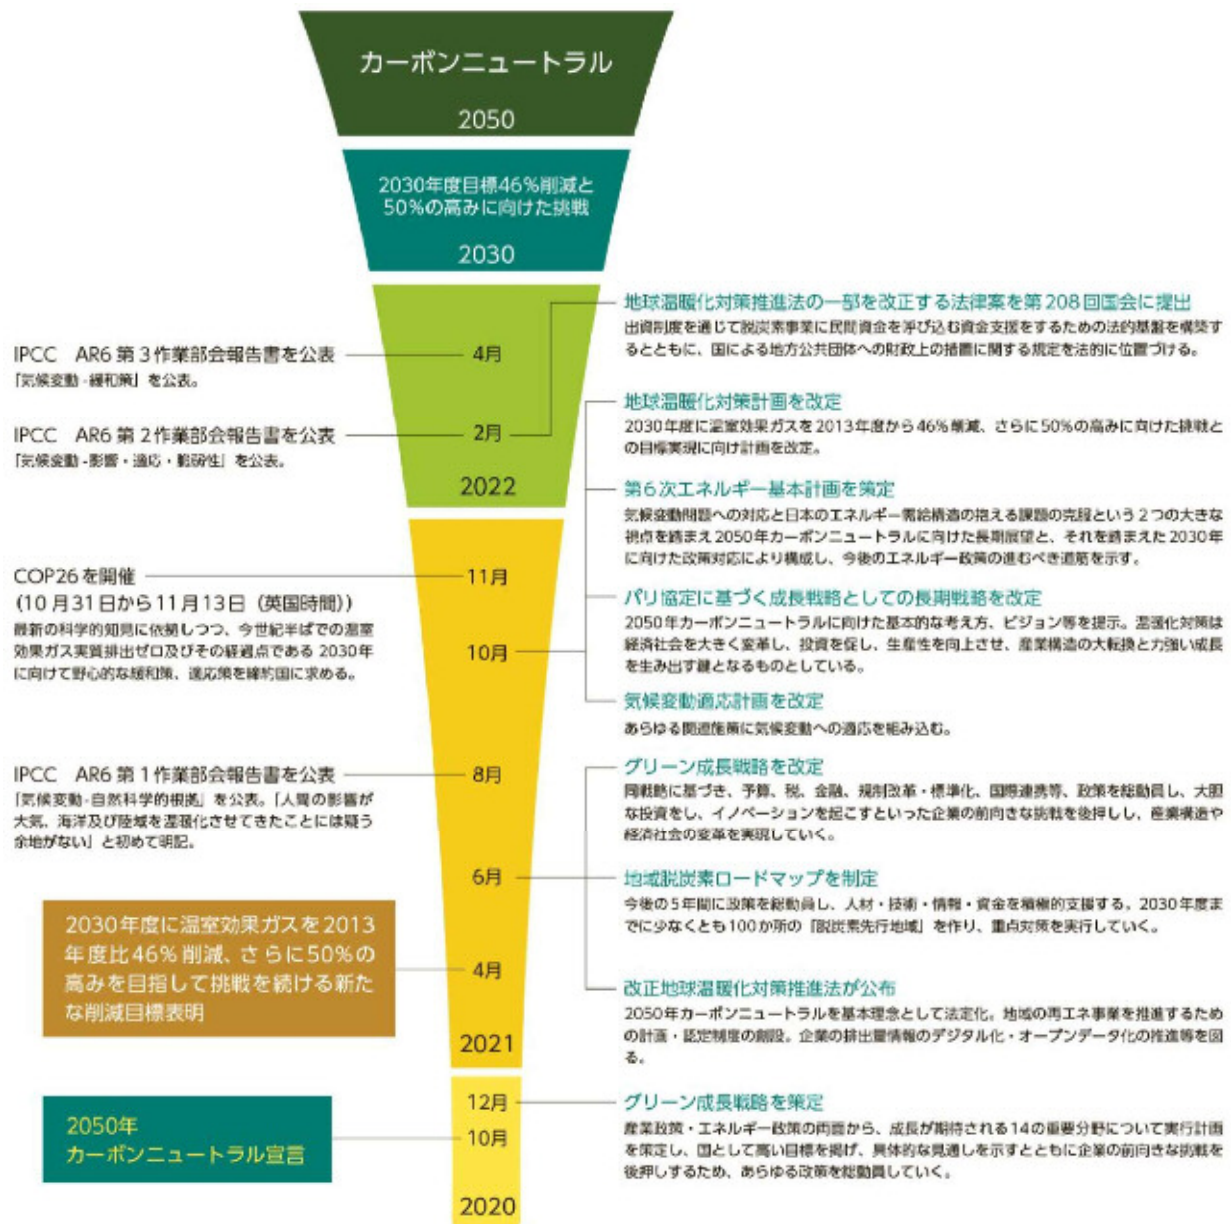 カーボンニュートラル
2050
2030年度目標46%削減と
50%の高みに向けた挑戦
2030
地球温暖化対策推進法の一部を改正する法律案を第208回国会に提出
出資制度を通じて脱炭素事業に民間資金を呼び込む資金支援をするための法的基盤を構築す
るとともに、国による地方公共団体への財政上の措置に関する規定を法的に位置づける。
IPCC AR6 第3作業部会報告書を公表
「気候変動-緩和策」を公表。
4月
地球温暖化対策計画を改定
2030年度に温室効果ガスを2013年度から46%削減、さらに50%の高みに向けた挑戦と
の目標実現に向け計画を改定。
IPCC AR6 第2作業部会報告書を公表
「気候変動-影響・適応・脆弱性」を公表。
2月
2022
第6次エネルギー基本計画を策定
気候変動問題への対応と日本のエネルギー需給構造の抱える課題の克服という2つの大きな
視点を踏まえ2050年カーボンニュートラルに向けた長期展望と、それを踏まえた2030年
に向けた政策対応により構成し、今後のエネルギー政策の進むべき道筋を示す。
COP26を開催
(10月31日から11月13日（英国時間）)
最新の科学的知見に依拠しつつ、今世紀半ばでの温室
効果ガス実質排出ゼロ及びその経過点である2030年
に向けて野心的な緩和策、適応策を締約国に求める。
11月
パリ協定に基づく成長戦略としての長期戦略を改定
2050年カーボンニュートラルに向けた基本的な考え方、ビジョン等を提示。温暖化対策は
経済社会を大きく変革し、投資を促し、生産性を向上させ、産業構造の大転換と力強い成長
を生み出す鍵となるものとしている。
10月
気候変動適応計画を改定
あらゆる関連施策に気候変動への適応を組み込む。
IPCC AR6 第1作業部会報告書を公表
「気候変動-自然科学的根拠」を公表。「人間の影響が
大気、海洋及び陸域を温暖化させてきたことには疑う
余地がない」と初めて明記。
8月
グリーン成長戦略を改定
同戦略に基づき、予算、税、金融、規制改革・標準化、国際連携等、政策を総動員し、大胆
な投資をし、イノベーションを起こすといった企業の前向きな挑戦を後押しし、産業構造や
経済社会の変革を実現していく。
6月
地域脱炭素ロードマップを制定
今後の5年間に政策を総動員し、人材・技術・情報・資金を積極的支援する。2030年度ま
でに少なくとも100か所の「脱炭素先行地域」を作り、重点対策を実行していく。
2030年度に温室効果ガスを2013
年度比46%削減、さらに50%の
高みを目指して挑戦を続ける新た
な削減目標表明
4月
2021
改正地球温暖化対策推進法が公布
2050年カーボンニュートラルを基本理念として法定化。地域の再エネ事業を推進するため
の計画・認定制度の創設。企業の排出量情報のデジタル化・オープンデータ化の推進等を図
る。
12月
グリーン成長戦略を策定
産業政策・エネルギー政策の両面から、成長が期待される14の重要分野について実行計画
を策定し、国として高い目標を掲げ、具体的な見通しを示すとともに企業の前向きな挑戦を
後押しするため、あらゆる政策を総動員していく。
2050年
カーボンニュートラル宣言
10月
2020